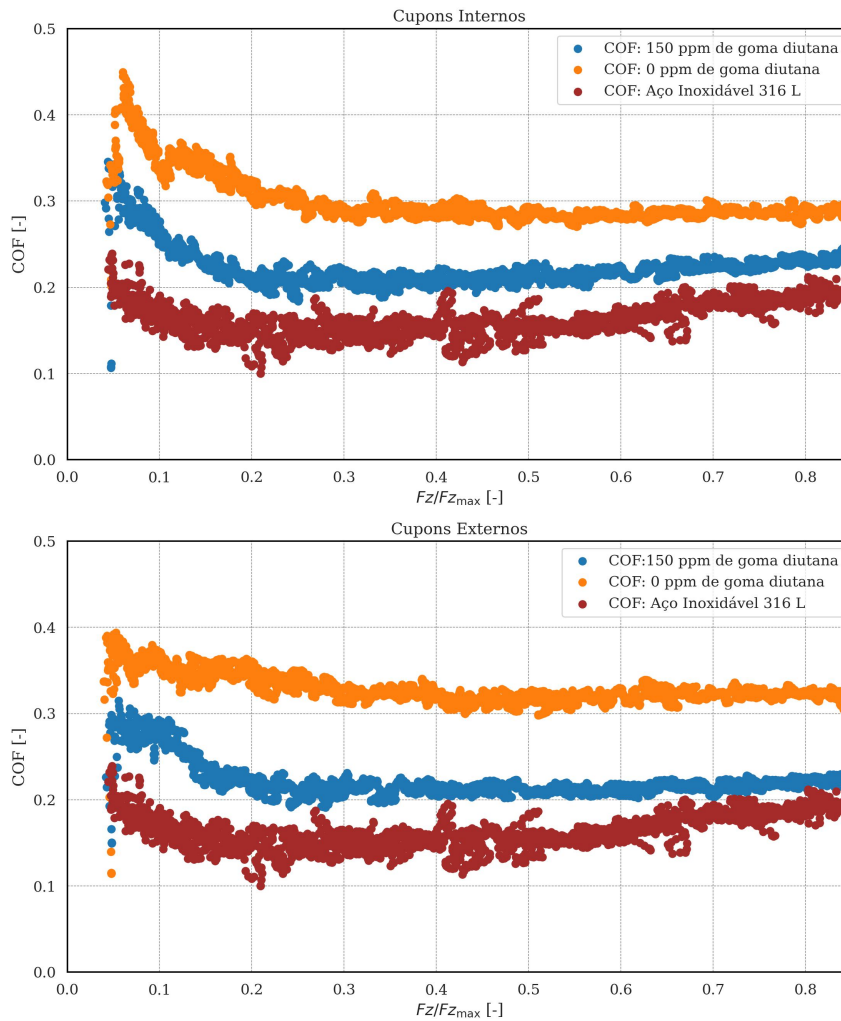 Cupons Internos
0.5
0.4
0.3
0.2
0.1
0.0
COF [-]
COF: 150 ppm de goma diutana
COF: 0 ppm de goma diutana
COF: Aço Inoxidável 316 L
0.0 0.1 0.2 0.3 0.4 0.5 0.6 0.7 0.8
Fz/Fzmax [-]
Cupons Externos
0.5
0.4
0.3
0.2
0.1
0.0
COF [-]
COF:150 ppm de goma diutana
COF: 0 ppm de goma diutana
COF: Aço Inoxidável 316 L
0.0 0.1 0.2 0.3 0.4 0.5 0.6 0.7 0.8
Fz/Fzmax [-]